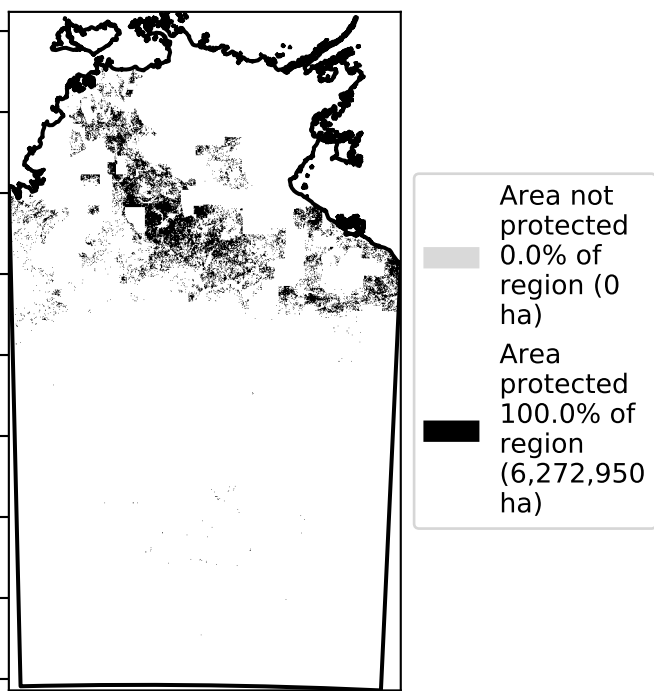 Area not
protected
0.0% of
region (0
ha)
Area
protected
100.0% of
region
(6,272,950
ha)